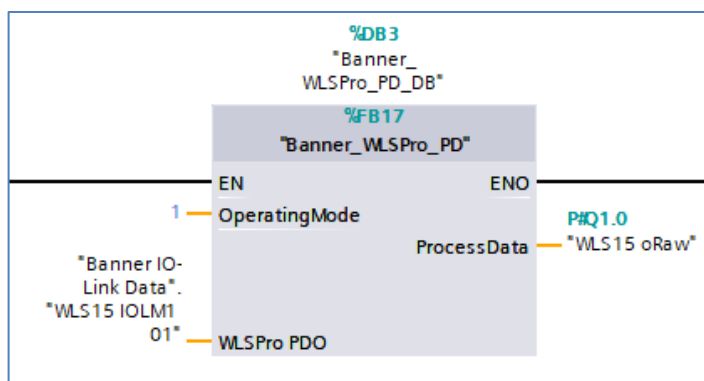 %DB3
"Banner_
WLSPro_PD_DB"
%FB17
"Banner_WLSPro_PD"
EN
ENO
1
OperatingMode
P#Q1.0
ProcessData
"WLS15 oRaw"
"Banner IO-
Link Data".
"WLS15 IOLM1
01"
WLSPro PDO